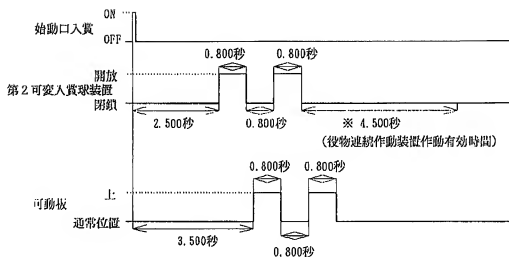 ON
始動口入賞
OFF
0.800秒 0.800秒
開放
第2可変入賞球装置
閉鎖
2.500秒 0.800秒 ※ 4.500秒
(役物連続作動装置作動有効時間)
0.800秒 0.800秒
上
可動板
通常位置
3.500秒 0.800秒